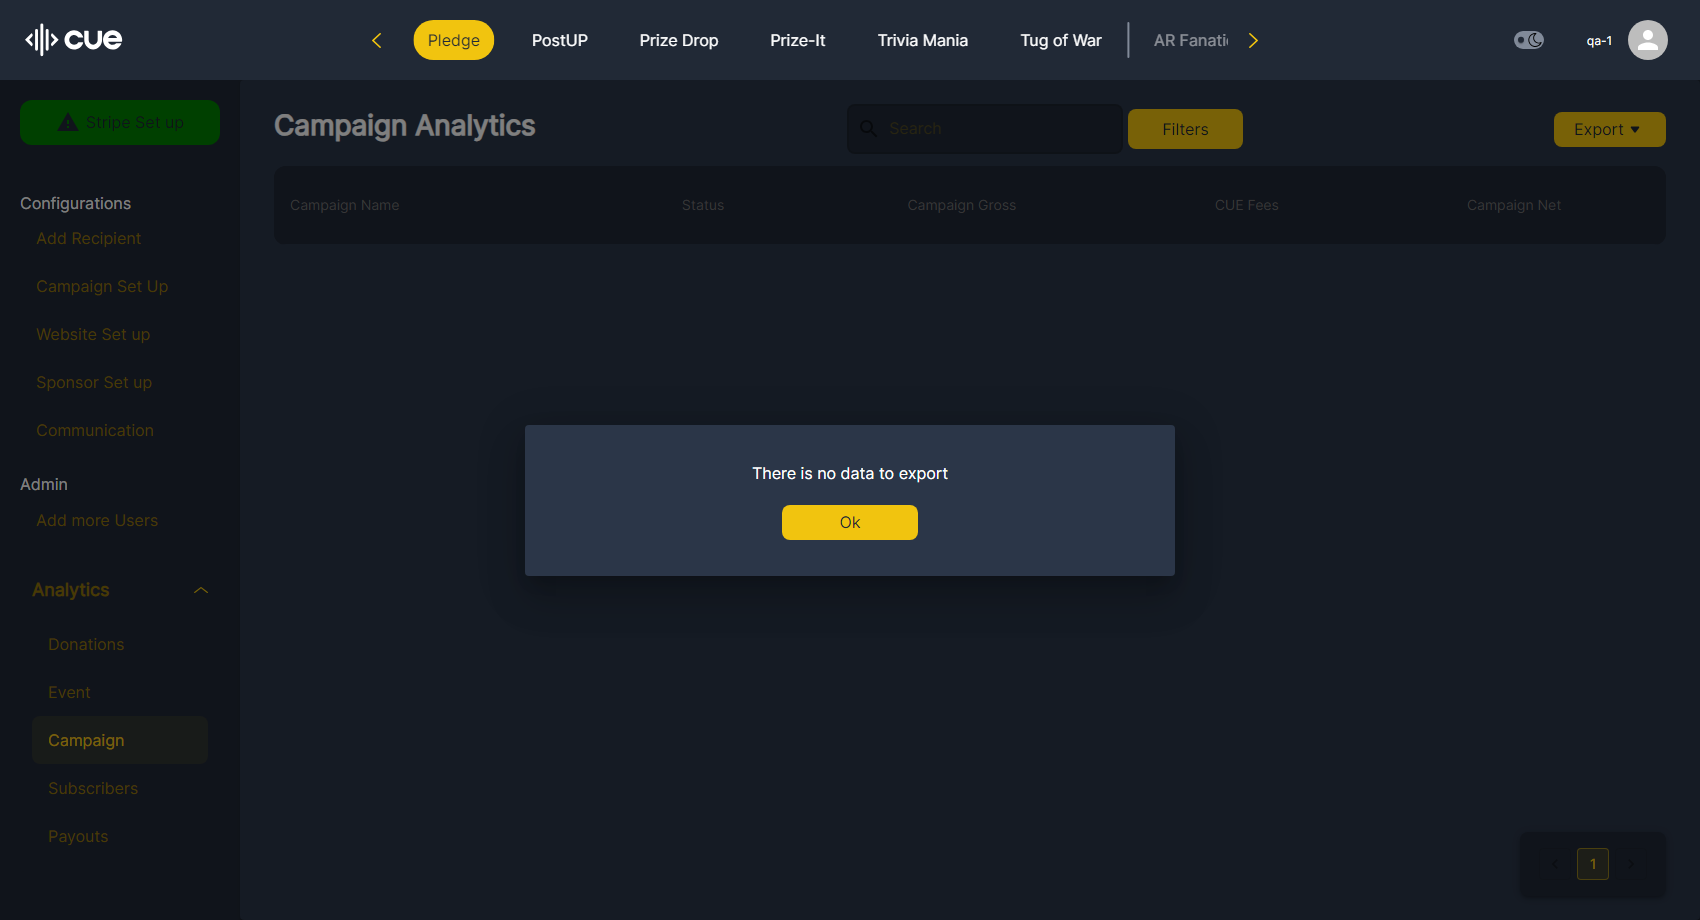 cue
Pledge
PostUP
Prize Drop
Prize-It
Trivia Mania
Tug of War
AR Fanati
qa-1
Stripe Set up
Configurations
Add Recipient
Campaign Set Up
Website Set up
Sponsor Set up
Communication
Admin
Add more Users
Analytics
Donations
Event
Campaign
Subscribers
Payouts
Campaign Analytics
Search
Filters
Export
Campaign Name
Status
Campaign Gross
CUE Fees
Campaign Net
There is no data to export
Ok
1